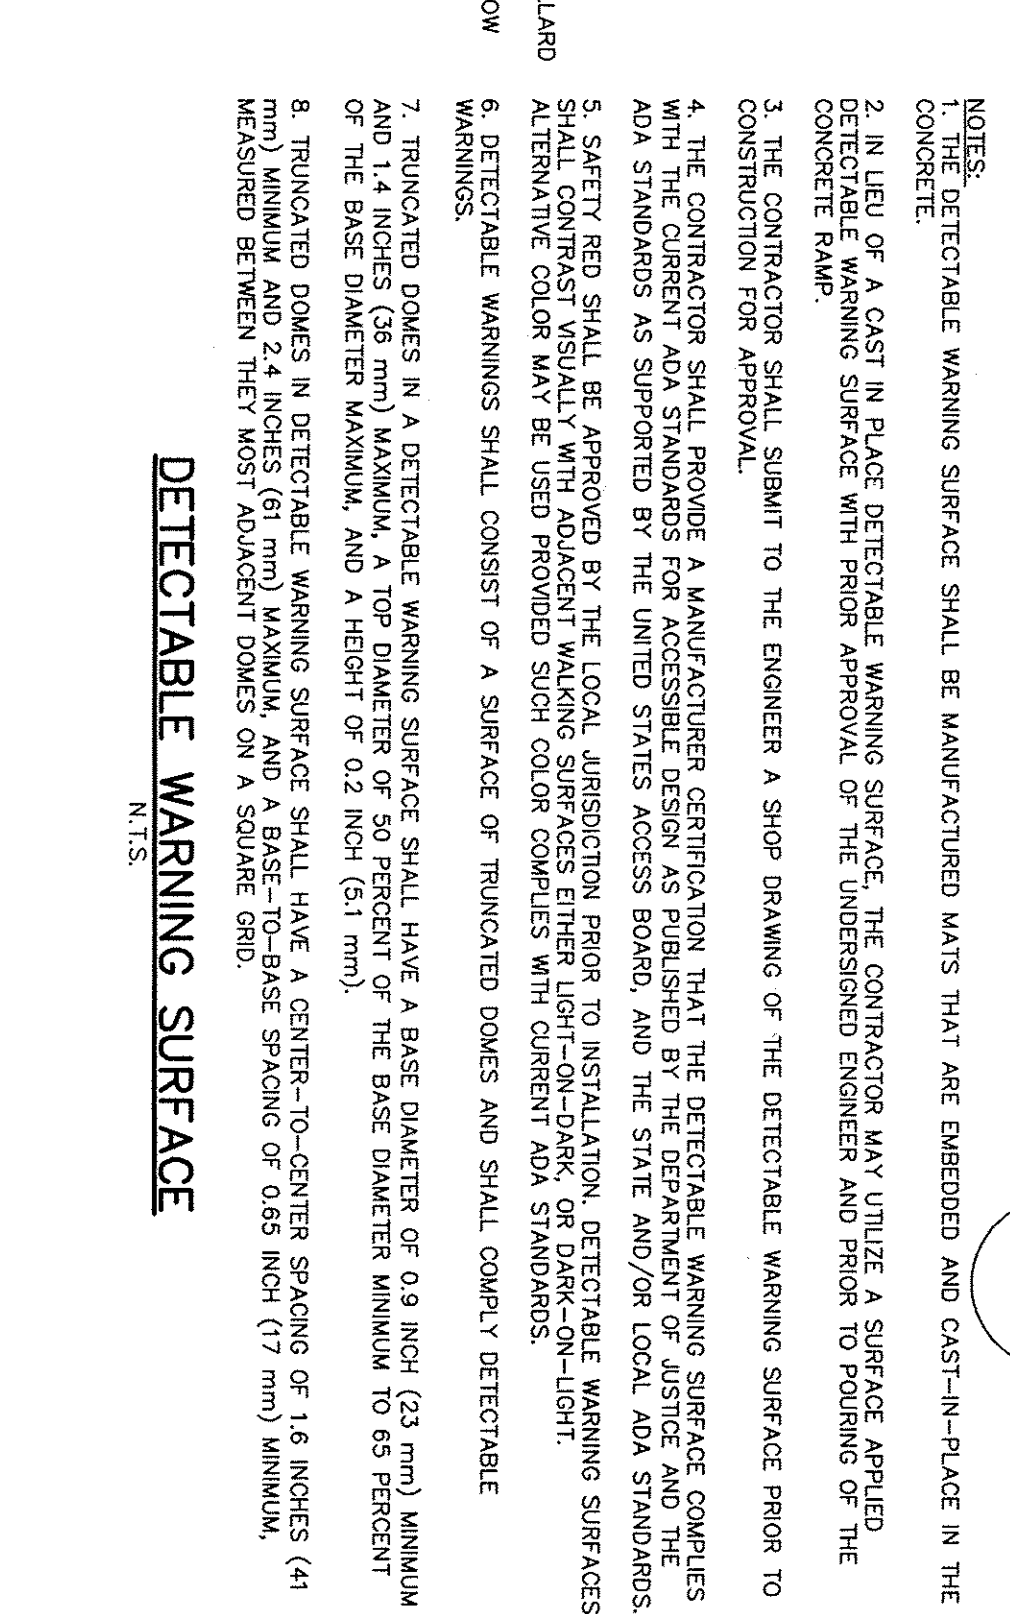 LLARD
OW
NOTES:
1. THE DETECTABLE WARNING SURFACE SHALL BE MANUFACTURED MATS THAT ARE EMBEDDED AND CAST-IN-PLACE IN THE
CONCRETE.
2. IN LIEU OF A CAST IN PLACE DETECTABLE WARNING SURFACE, THE CONTRACTOR MAY UTILIZE A SURFACE APPLIED
DETECTABLE WARNING SURFACE WITH PRIOR APPROVAL OF THE UNDERSIGNED ENGINEER AND PRIOR TO POURING OF THE
CONCRETE RAMP.
3. THE CONTRACTOR SHALL SUBMIT TO THE ENGINEER A SHOP DRAWING OF THE DETECTABLE WARNING SURFACE PRIOR TO
CONSTRUCTION FOR APPROVAL.
4. THE CONTRACTOR SHALL PROVIDE A MANUFACTURER CERTIFICATION THAT THE DETECTABLE WARNING SURFACE COMPLIES
WITH THE CURRENT ADA STANDARDS FOR ACCESSIBLE DESIGN AS PUBLISHED BY THE DEPARTMENT OF JUSTICE AND THE
ADA STANDARDS AS SUPPORTED BY THE UNITED STATES ACCESS BOARD, AND THE STATE AND/OR LOCAL ADA STANDARDS.
5. SAFETY RED SHALL BE APPROVED BY THE LOCAL JURISDICTION PRIOR TO INSTALLATION. DETECTABLE WARNING SURFACES
SHALL CONTRAST VISUALLY WITH ADJACENT WALKING SURFACES EITHER LIGHT-ON-DARK, OR DARK-ON-LIGHT.
ALTERNATIVE COLOR MAY BE USED PROVIDED SUCH COLOR COMPLIES WITH CURRENT ADA STANDARDS.
6. DETECTABLE WARNINGS SHALL CONSIST OF A SURFACE OF TRUNCATED DOMES AND SHALL COMPLY DETECTABLE
WARNINGS.
7. TRUNCATED DOMES IN A DETECTABLE WARNING SURFACE SHALL HAVE A BASE DIAMETER OF 0.9 INCH (23 mm) MINIMUM
AND 1.4 INCHES (36 mm) MAXIMUM, A TOP DIAMETER OF 50 PERCENT OF THE BASE DIAMETER MINIMUM TO 65 PERCENT
OF THE BASE DIAMETER MAXIMUM, AND A HEIGHT OF 0.2 INCH (5.1 mm).
8. TRUNCATED DOMES IN DETECTABLE WARNING SURFACE SHALL HAVE A CENTER-TO-CENTER SPACING OF 1.6 INCHES (41
mm) MINIMUM AND 2.4 INCHES (61 mm) MAXIMUM, AND A BASE-TO-BASE SPACING OF 0.65 INCH (17 mm) MINIMUM,
MEASURED BETWEEN THEY MOST ADJACENT DOMES ON A SQUARE GRID.
DETECTABLE WARNING SURFACE
N.T.S.